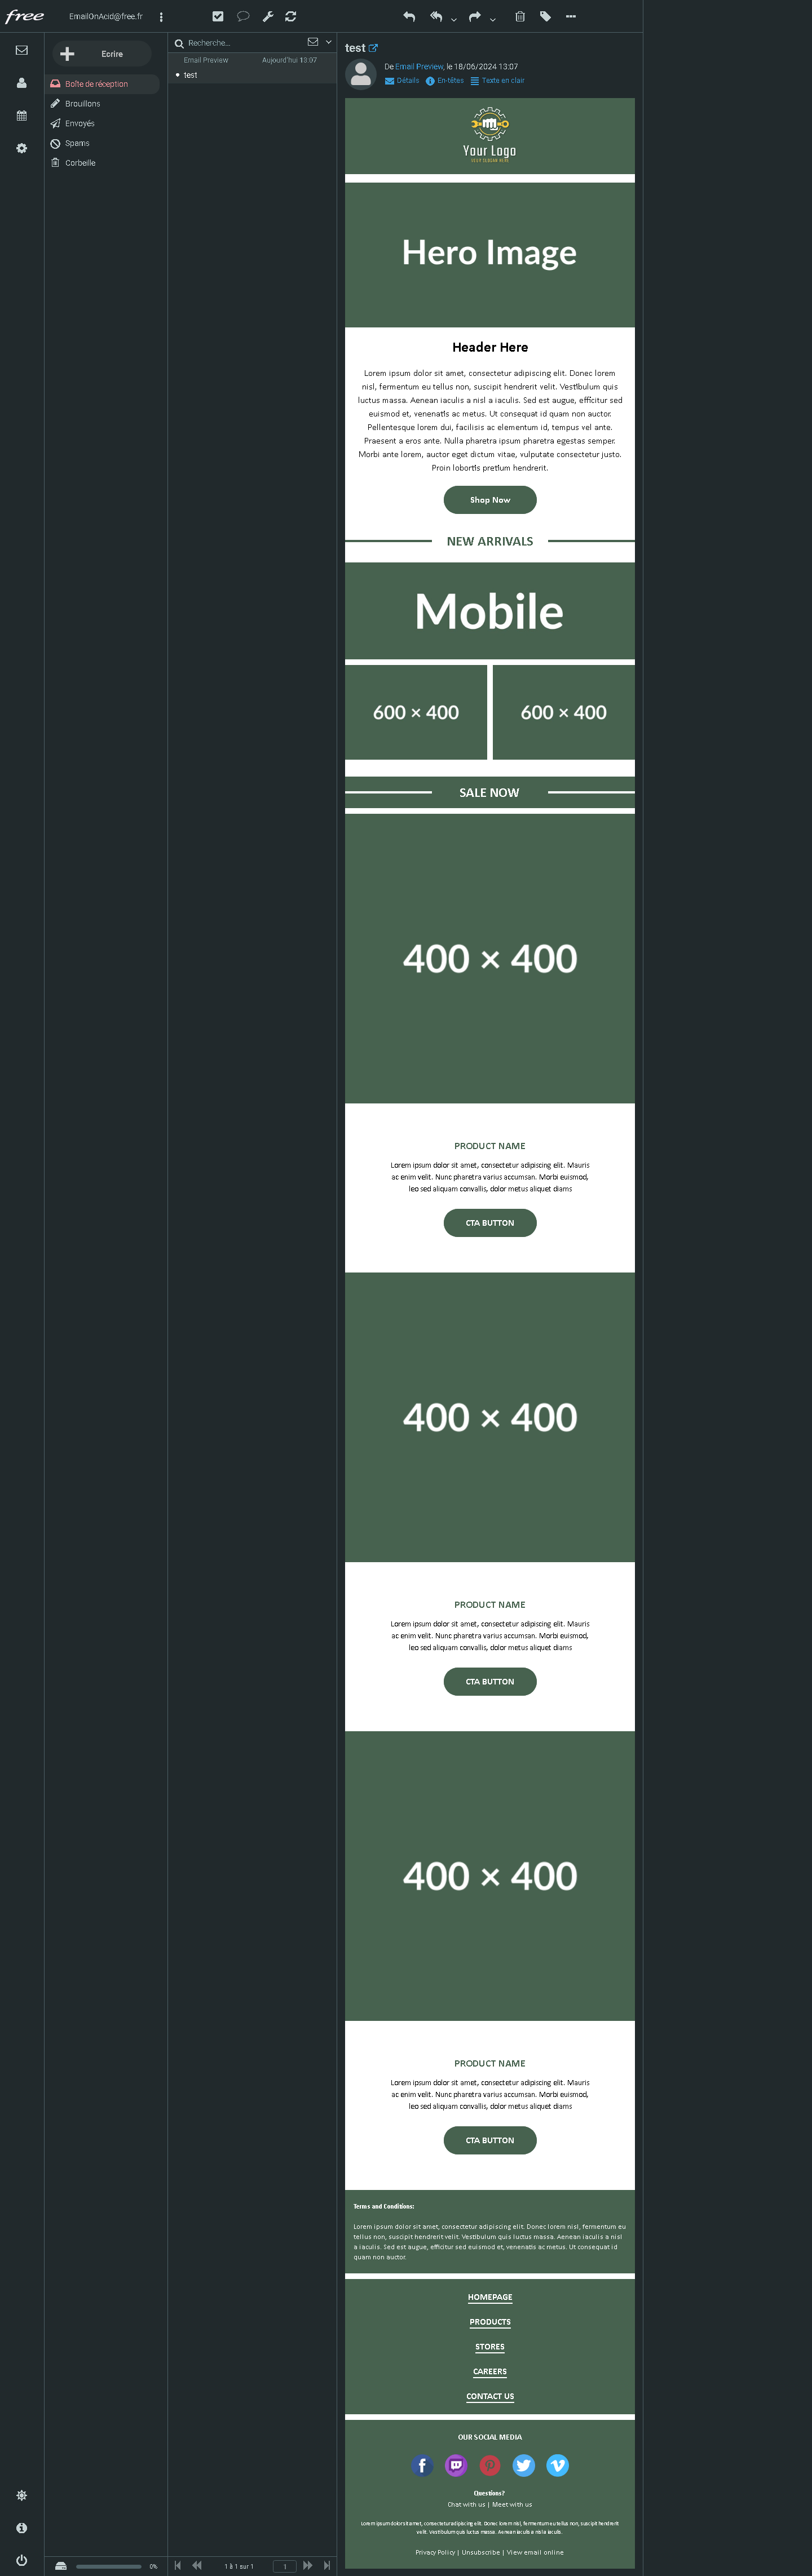 free
EmailOnAcid@free.fr
Ecrire
Boîte de réception
Brouillons
Envoyés
Spams
Corbeille
Recherche...
Email Preview Aujourd'hui 13:07
test
test
De Email Preview, le 18/06/2024 13:07
Détails En-têtes Texte en clair
Your Logo
Hero Image
Header Here
Lorem ipsum dolor sit amet, consectetur adipiscing elit. Donec lorem
nisl, fermentum eu tellus non, suscipit hendrerit velit. Vestibulum quis
luctus massa. Aenean iaculis a nisl a iaculis. Sed est augue, efficitur sed
euismod et, venenatis ac metus. Ut consequat id quam non auctor.
Pellentesque lorem dui, facilisis ac elementum id, tempus vel ante.
Praesent a eros ante. Nulla pharetra ipsum pharetra egestas semper.
Morbi ante lorem, auctor eget dictum vitae, vulputate consectetur justo.
Proin lobortis pretium hendrerit.
Shop Now
NEW ARRIVALS
Mobile
600 × 400 600 × 400
SALE NOW
400 × 400
PRODUCT NAME
Lorem ipsum dolor sit amet, consectetur adipiscing elit. Mauris
ac enim velit. Nunc pharetra varius accumsan. Morbi euismod,
leo sed aliquam convallis, dolor metus aliquet diams
CTA BUTTON
400 × 400
PRODUCT NAME
Lorem ipsum dolor sit amet, consectetur adipiscing elit. Mauris
ac enim velit. Nunc pharetra varius accumsan. Morbi euismod,
leo sed aliquam convallis, dolor metus aliquet diams
CTA BUTTON
400 × 400
PRODUCT NAME
Lorem ipsum dolor sit amet, consectetur adipiscing elit. Mauris
ac enim velit. Nunc pharetra varius accumsan. Morbi euismod,
leo sed aliquam convallis, dolor metus aliquet diams
CTA BUTTON
Terms and Conditions:
Lorem ipsum dolor sit amet, consectetur adipiscing elit. Donec lorem nisl, fermentum eu
tellus non, suscipit hendrerit velit. Vestibulum quis luctus massa. Aenean iaculis a nisl
a iaculis. Sed est augue, efficitur sed euismod et, venenatis ac metus. Ut consequat id
quam non auctor.
HOMEPAGE
PRODUCTS
STORES
CAREERS
CONTACT US
OUR SOCIAL MEDIA
Questions?
Chat with us | Meet with us
Lorem ipsum dolor sit amet, consectetur adipiscing elit. Donec lorem nisl, fermentum eu tellus non, suscipit hendrerit
velit. Vestibulum quis luctus massa. Aenean iaculis a nisl a iaculis.
Privacy Policy | Unsubscribe | View email online
0%
1 à 1 sur 1
1